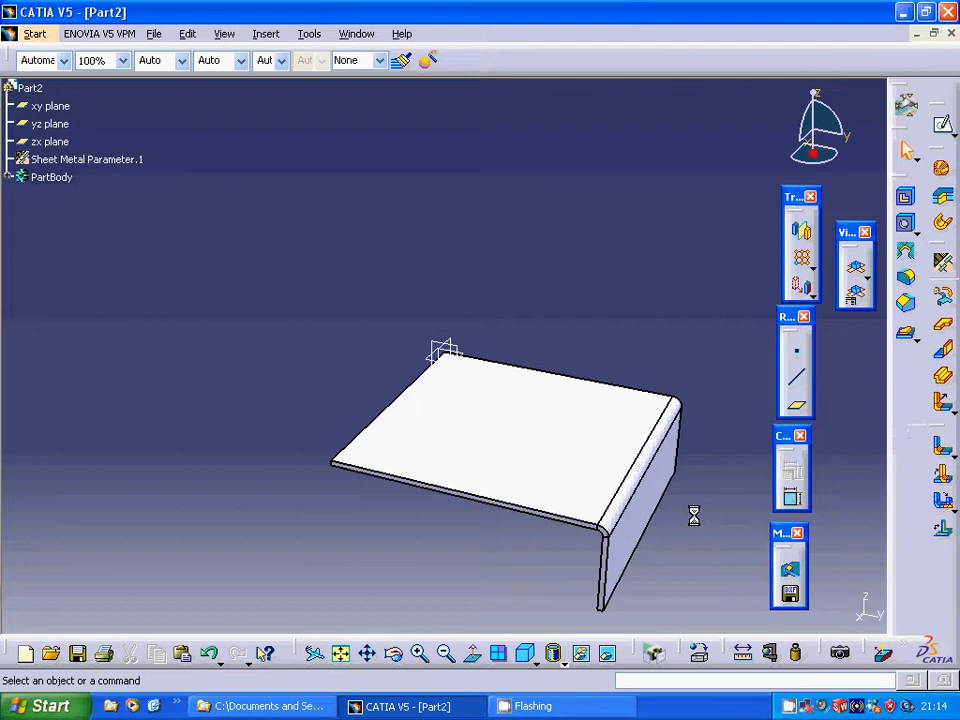 CATIA V5 - [Part2]
Start ENOVIA V5 VPM File Edit View Insert Tools Window Help
Automa 100% Auto Auto Aut Aut None
Part2
xy plane
yz plane
zx plane
Sheet Metal Parameter.1
PartBody
z
y
x
Tr...
Vi...
R...
C...
M...
z
x y
CATIA
Select an object or a command
Start C:\Documents and Se... CATIA V5 - [Part2] Flashing 21:14